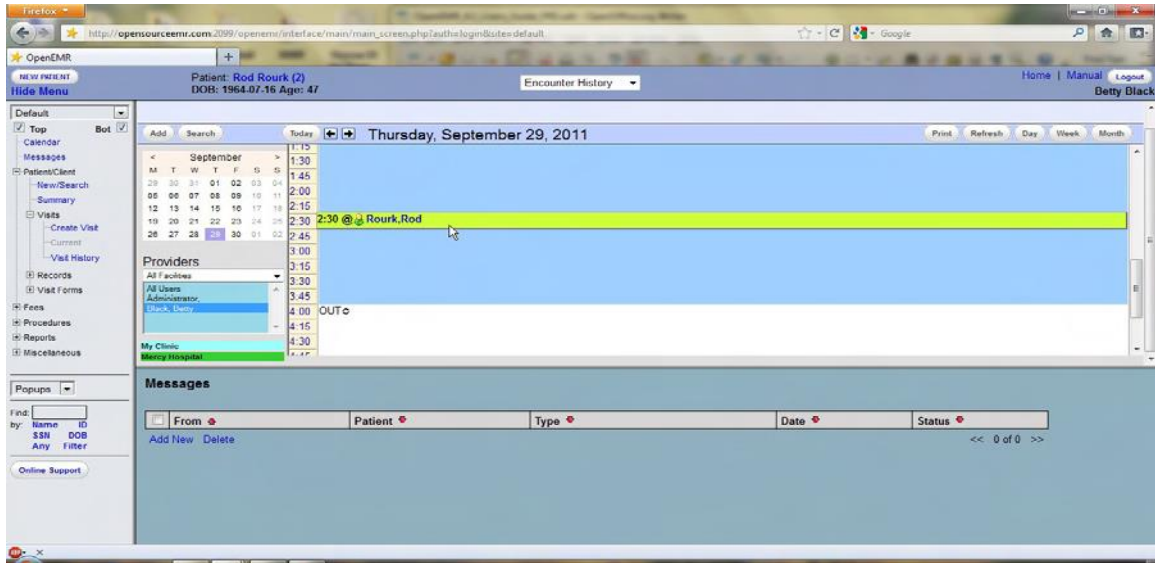 Firefox
http://opensourceemr.com:2099/openemr/interface/main/main_screen.php?auth=login&site=default
Google
OpenEMR
NEW PATIENT
Hide Menu
Patient: Rod Rourk (2)
DOB: 1964-07-16 Age: 47
Encounter History
Home | Manual Logout
Betty Black
Default
Top Bot
Calendar
Messages
Patient/Client
New/Search
Summary
Visits
Create Visit
Current
Visit History
Records
Visit Forms
Fees
Procedures
Reports
Miscellaneous
Popups
Find:
by: Name ID
SSN DOB
Any Filter
Online Support
Add Search Today Thursday, September 29, 2011 Print Refresh Day Week Month
< September >
M T W T F S S
29 30 31 01 02 03 04
05 06 07 08 09 10 11
12 13 14 15 16 17 18
19 20 21 22 23 24 25
26 27 28 29 30 01 02
Providers
All Facilities
All Users
Administrator,
Black, Betty
My Clinic
Mercy Hospital
1:15
1:30
1:45
2:00
2:15
2:30 2:30 @ Rourk,Rod
2:45
3:00
3:15
3:30
3:45
4:00 OUT
4:15
4:30
4:45
Messages
From Patient Type Date Status
Add New Delete << 0 of 0 >>